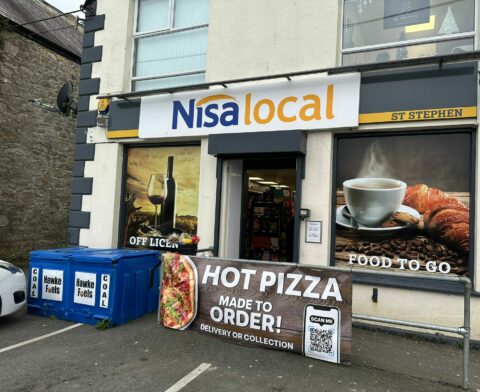 Nisa local
ST STEPHEN
OFF LICEN
FOOD TO GO
COAL
Hawke
Fuels
Hawke
Fuels
COAL
HOT PIZZA
MADE TO
ORDER!
DELIVERY OR COLLECTION
SCAN ME